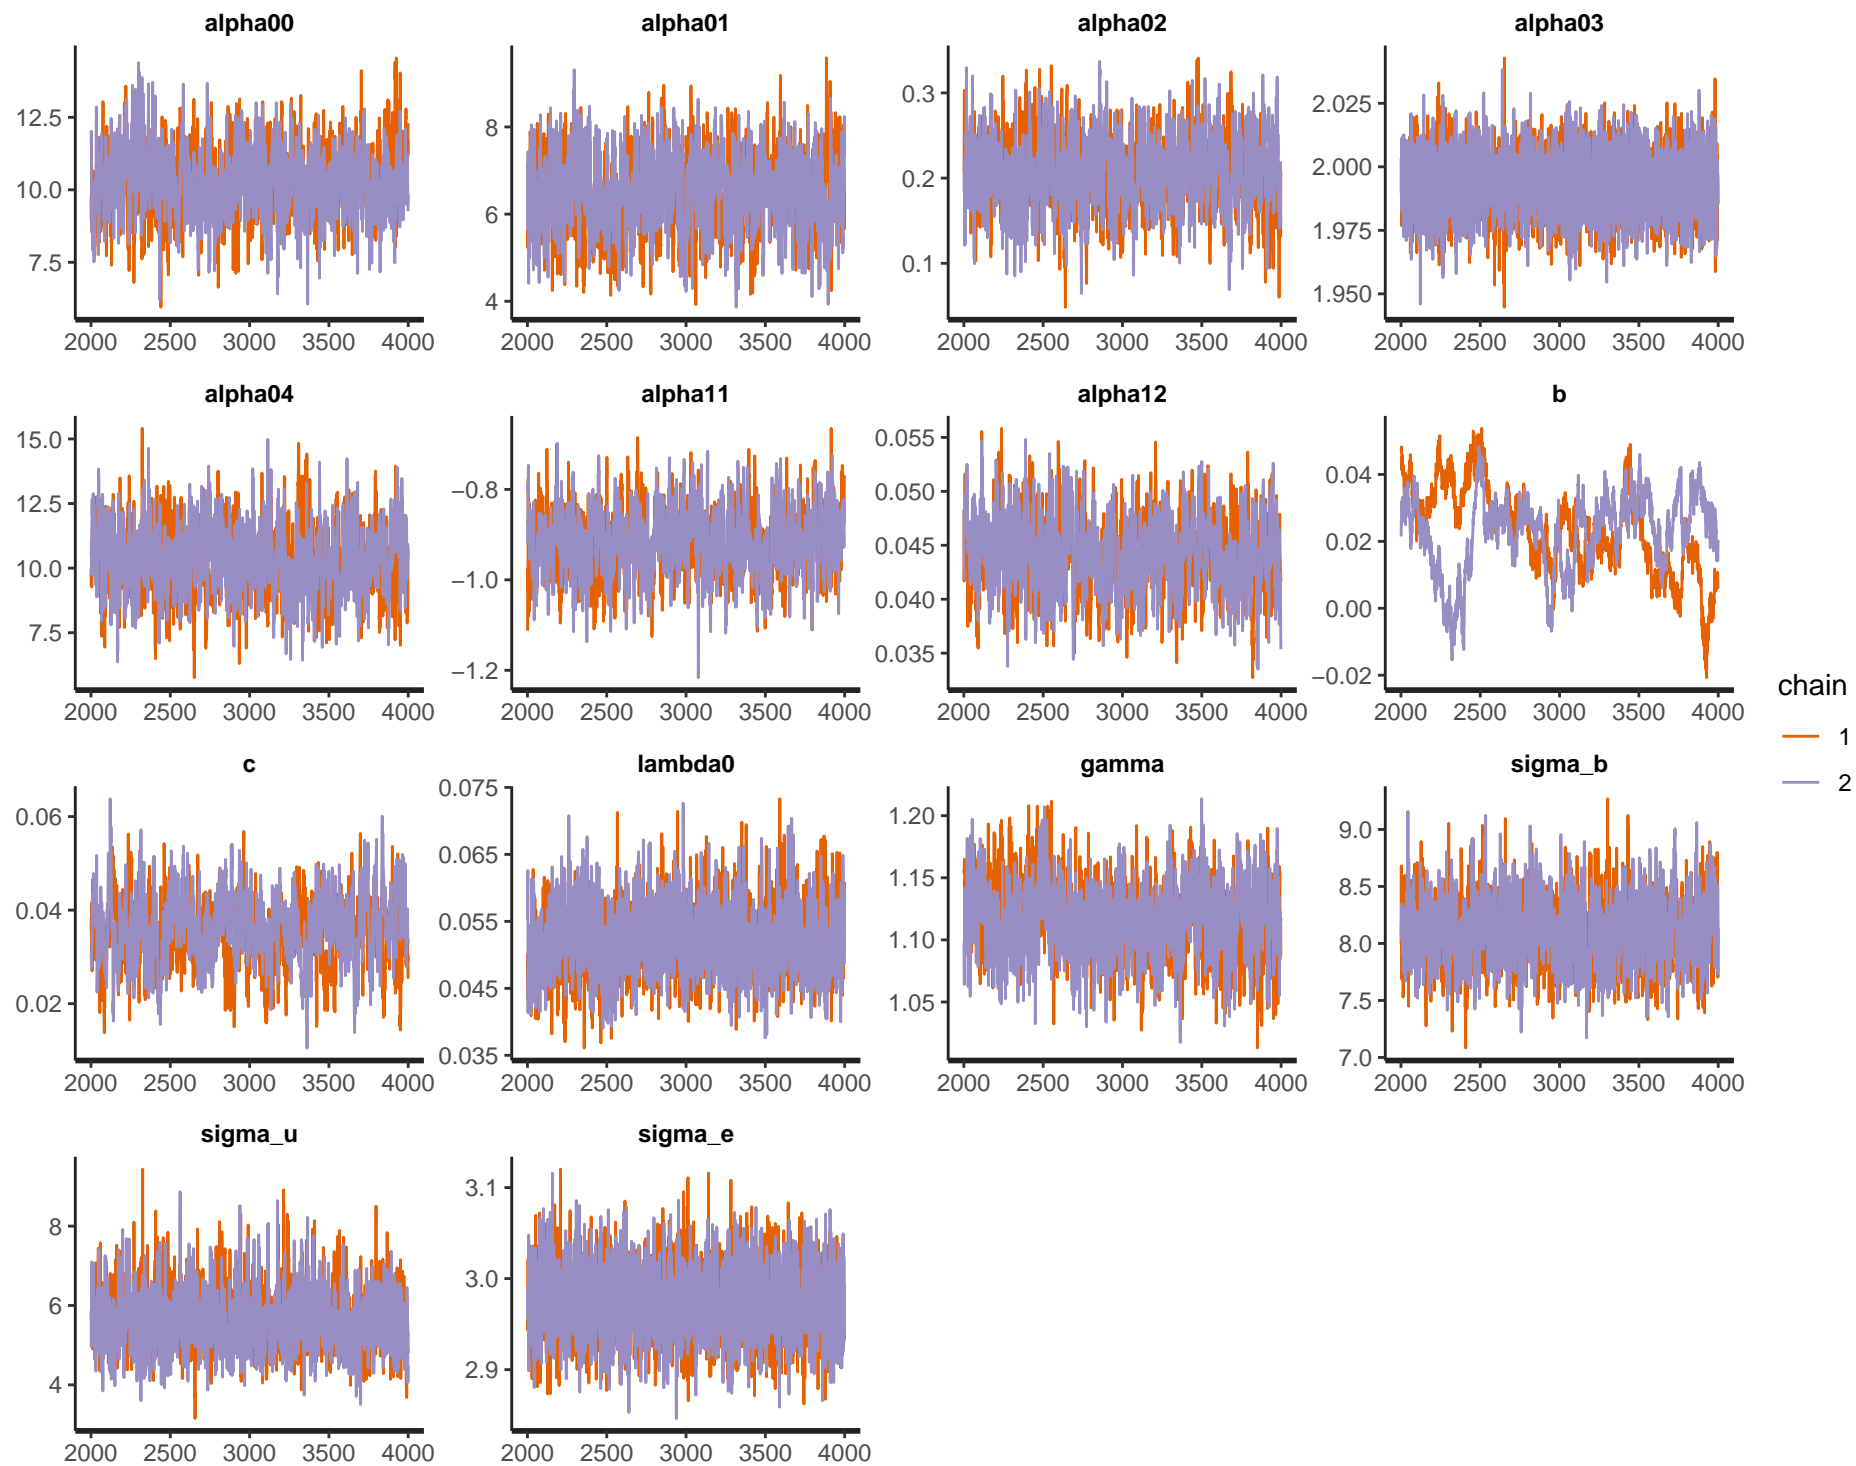 alpha00 alpha01 alpha02 alpha03
12.5 10.0 7.5
8 6 4
0.3 0.2 0.1
2.025 2.000 1.975 1.950
2000 2500 3000 3500 4000 2000 2500 3000 3500 4000 2000 2500 3000 3500 4000 2000 2500 3000 3500 4000
alpha04 alpha11 alpha12 b
15.0 12.5 10.0 7.5
−0.8 −1.0 −1.2
0.055 0.050 0.045 0.040 0.035
0.04 0.02 0.00 −0.02
2000 2500 3000 3500 4000 2000 2500 3000 3500 4000 2000 2500 3000 3500 4000 2000 2500 3000 3500 4000
chain
1
2
c lambda0 gamma sigma_b
0.06 0.04 0.02
0.075 0.065 0.055 0.045 0.035
1.20 1.15 1.10 1.05
9.0 8.5 8.0 7.5 7.0
2000 2500 3000 3500 4000 2000 2500 3000 3500 4000 2000 2500 3000 3500 4000 2000 2500 3000 3500 4000
sigma_u sigma_e
8 6 4
3.1 3.0 2.9
2000 2500 3000 3500 4000 2000 2500 3000 3500 4000